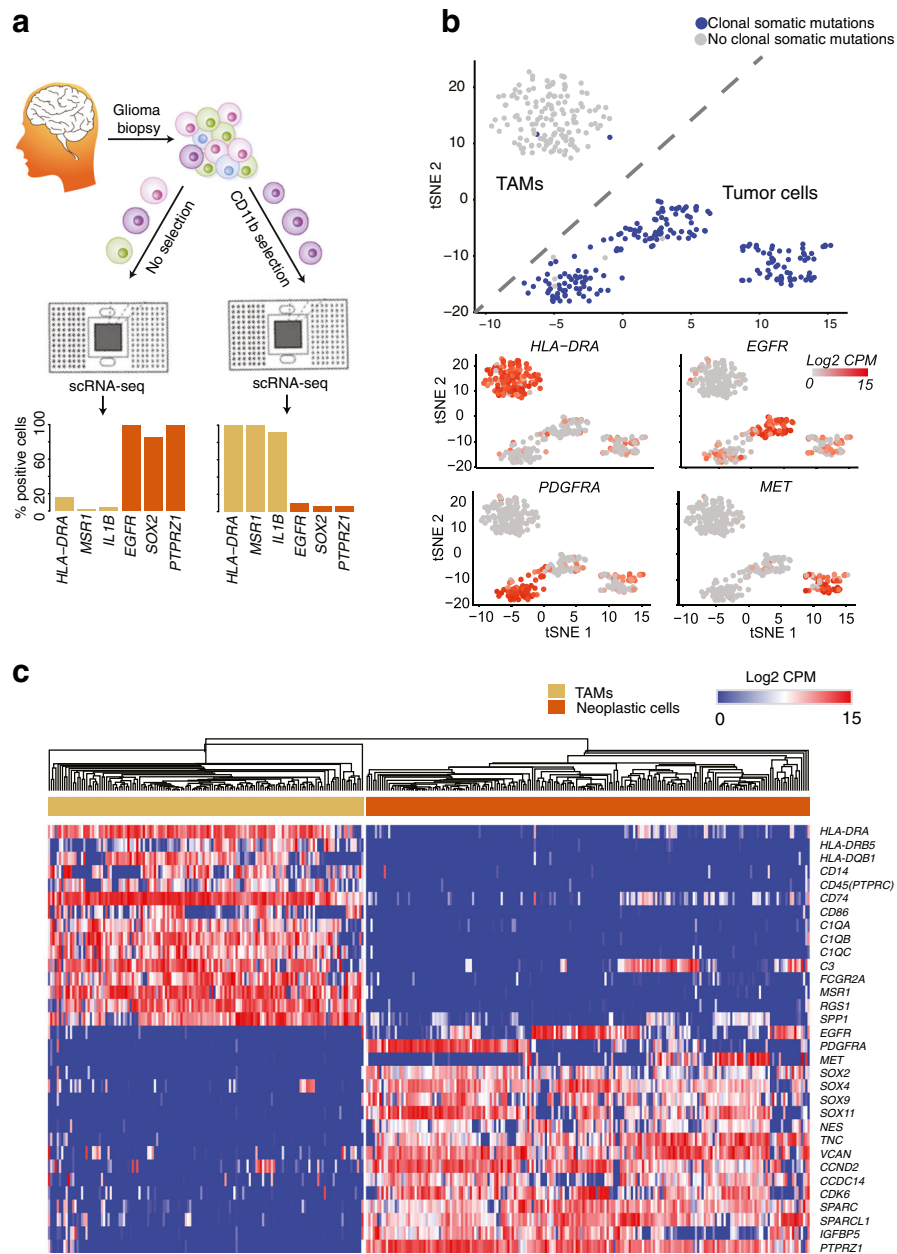 a
Glioma
biopsy
No selection
CD11b selection
scRNA-seq
scRNA-seq
% positive cells
100
60
20
0
HLA−DRA
MSR1
IL1B
EGFR
SOX2
PTPRZ1
HLA−DRA
MSR1
IL1B
EGFR
SOX2
PTPRZ1
b
Clonal somatic mutations
No clonal somatic mutations
tSNE 2
20
10
0
−10
−20
TAMs
Tumor cells
−10
−5
0
5
10
15
HLA−DRA
tSNE 2
20
10
0
−10
−20
EGFR
Log2 CPM
0
15
PDGFRA
tSNE 2
20
10
0
−10
−20
−10
−5
0
5
10
15
tSNE 1
MET
−10
−5
0
5
10
15
tSNE 1
c
TAMs
Neoplastic cells
Log2 CPM
0
15
HLA-DRA
HLA-DRB5
HLA-DQB1
CD14
CD45(PTPRC)
CD74
CD86
C1QA
C1QB
C1QC
C3
FCGR2A
MSR1
RGS1
SPP1
EGFR
PDGFRA
MET
SOX2
SOX4
SOX9
SOX11
NES
TNC
VCAN
CCND2
CCDC14
CDK6
SPARC
SPARCL1
IGFBP5
PTPRZ1